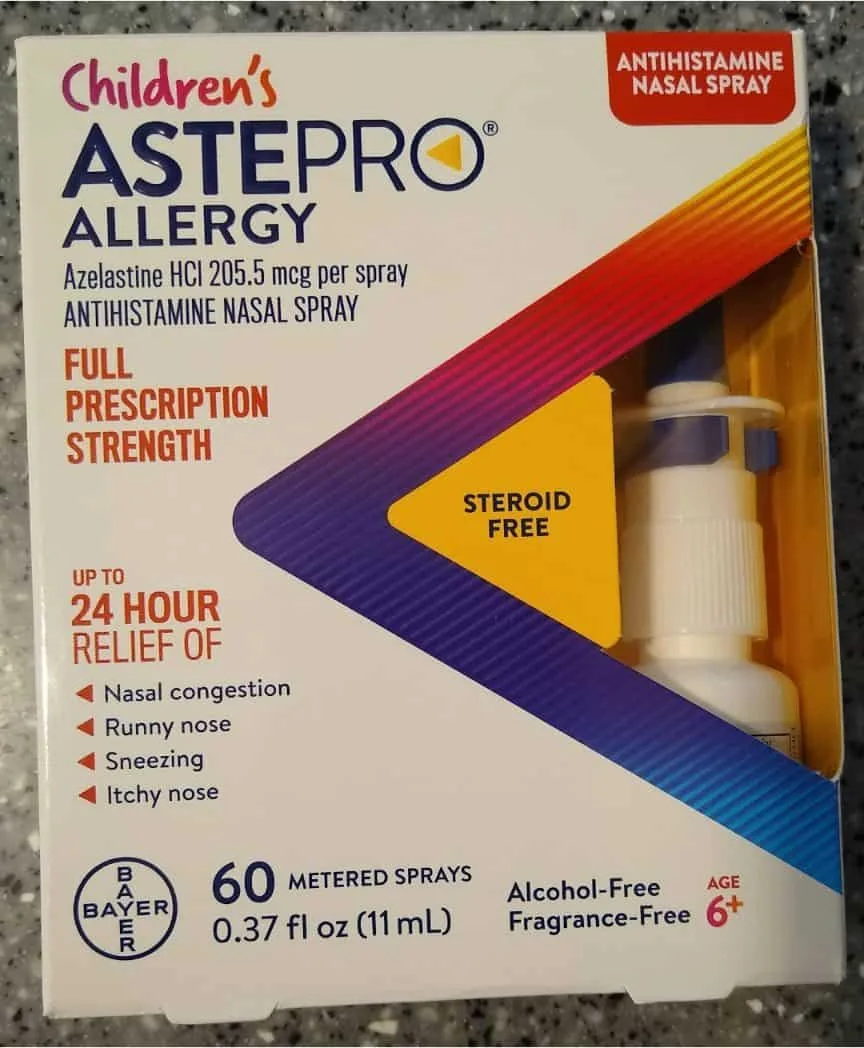 Children's
ASTEPRO®
ALLERGY
Azelastine HCl 205.5 mcg per spray
ANTIHISTAMINE NASAL SPRAY
ANTIHISTAMINE
NASAL SPRAY
FULL
PRESCRIPTION
STRENGTH
STEROID
FREE
UP TO
24 HOUR
RELIEF OF
Nasal congestion
Runny nose
Sneezing
Itchy nose
BAYER
BAYER
60 METERED SPRAYS
0.37 fl oz (11 mL)
Alcohol-Free
Fragrance-Free
AGE
6+